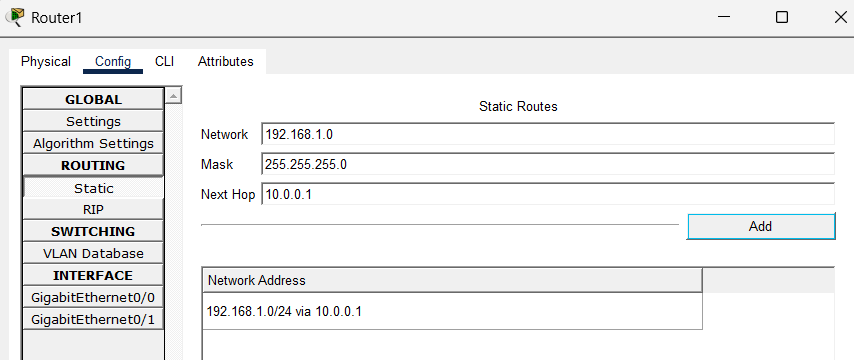 Router1
Physical Config CLI Attributes
GLOBAL
Settings
Algorithm Settings
ROUTING
Static
RIP
SWITCHING
VLAN Database
INTERFACE
GigabitEthernet0/0
GigabitEthernet0/1
Static Routes
Network 192.168.1.0
Mask 255.255.255.0
Next Hop 10.0.0.1
Add
Network Address
192.168.1.0/24 via 10.0.0.1